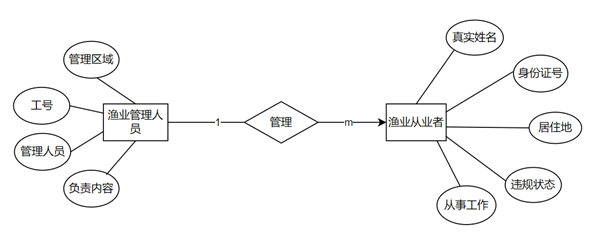 管理区域
工号
管理人员
负责内容
渔业管理人
员
1
管理
m
渔业从业者
真实姓名
身份证号
居住地
违规状态
从事工作